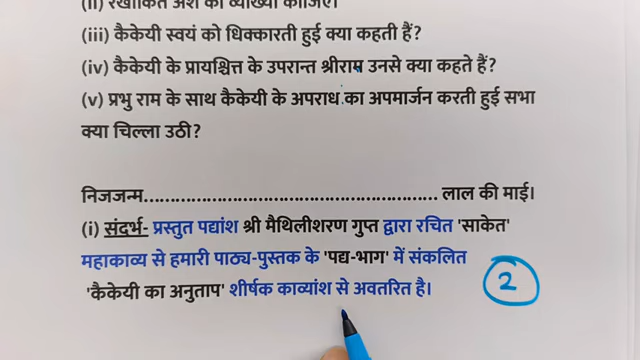 (ii) रेखांकित अंश की व्याख्या कीजिए।
(iii) कैकेयी स्वयं को धिक्कारती हुई क्या कहती हैं?
(iv) कैकेयी के प्रायश्चित्त के उपरान्त श्रीराम उनसे क्या कहते हैं?
(v) प्रभु राम के साथ कैकेयी के अपराध का अपमार्जन करती हुई सभा
क्या चिल्ला उठी?
निजजन्म……………………………………………… लाल की माई।
(i) संदर्भ- प्रस्तुत पद्यांश श्री मैथिलीशरण गुप्त द्वारा रचित 'साकेत'
महाकाव्य से हमारी पाठ्य-पुस्तक के 'पद्य-भाग' में संकलित
'कैकेयी का अनुताप' शीर्षक काव्यांश से अवतरित है।
2